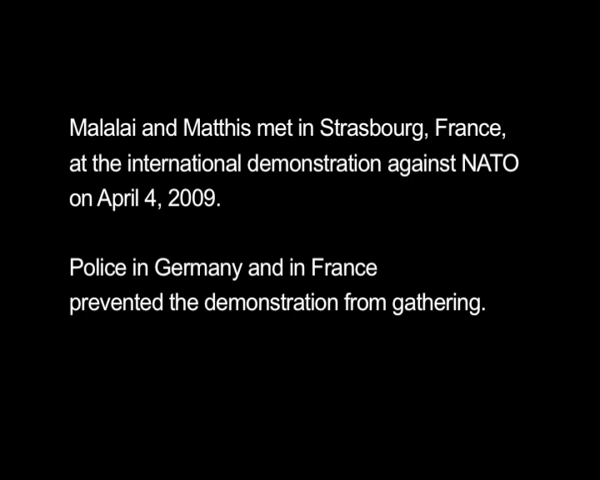 Malalai and Matthis met in Strasbourg, France,
at the international demonstration against NATO
on April 4, 2009.
Police in Germany and in France
prevented the demonstration from gathering.